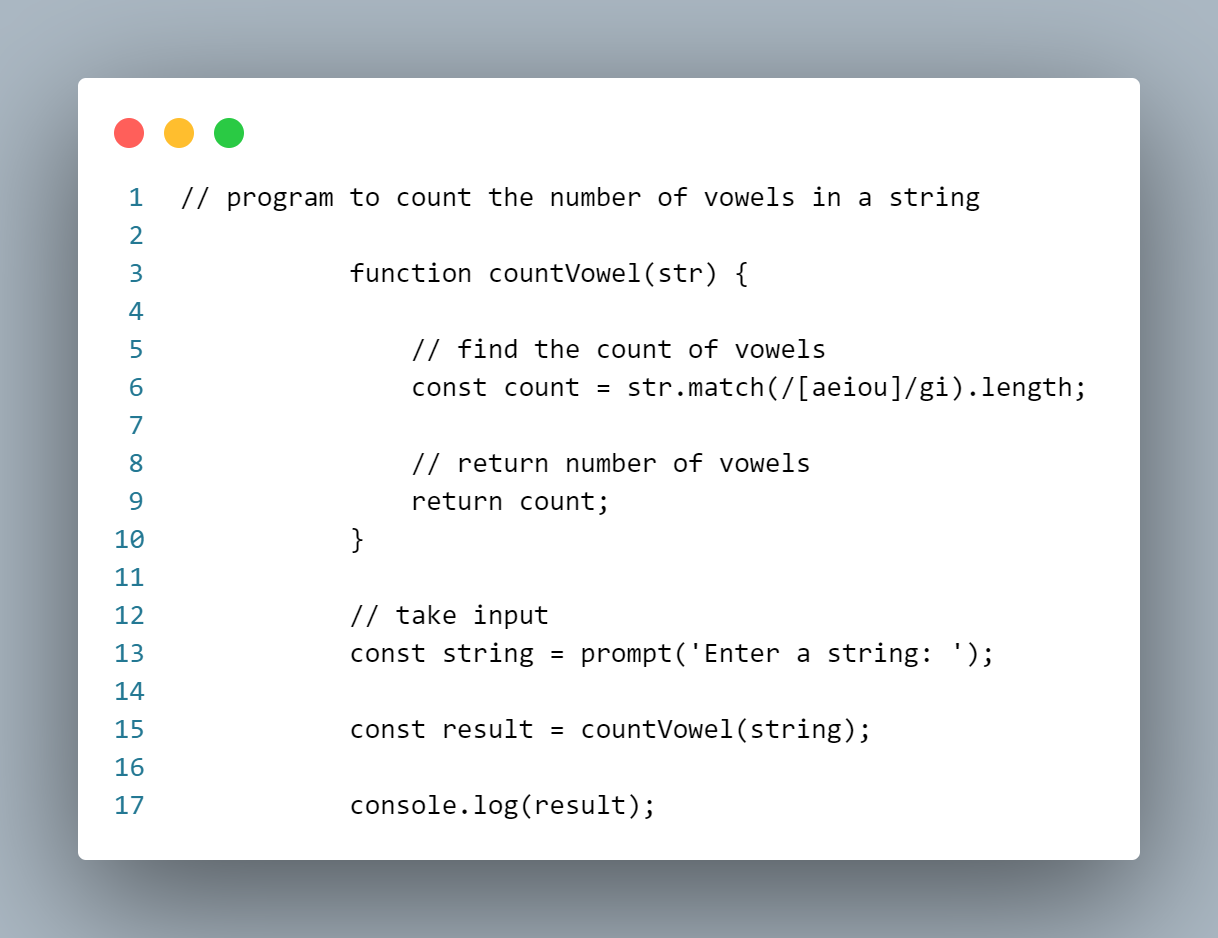 1 // program to count the number of vowels in a string
2
3 function countVowel(str) {
4
5 // find the count of vowels
6 const count = str.match(/[aeiou]/gi).length;
7
8 // return number of vowels
9 return count;
10 }
11
12 // take input
13 const string = prompt('Enter a string: ');
14
15 const result = countVowel(string);
16
17 console.log(result);